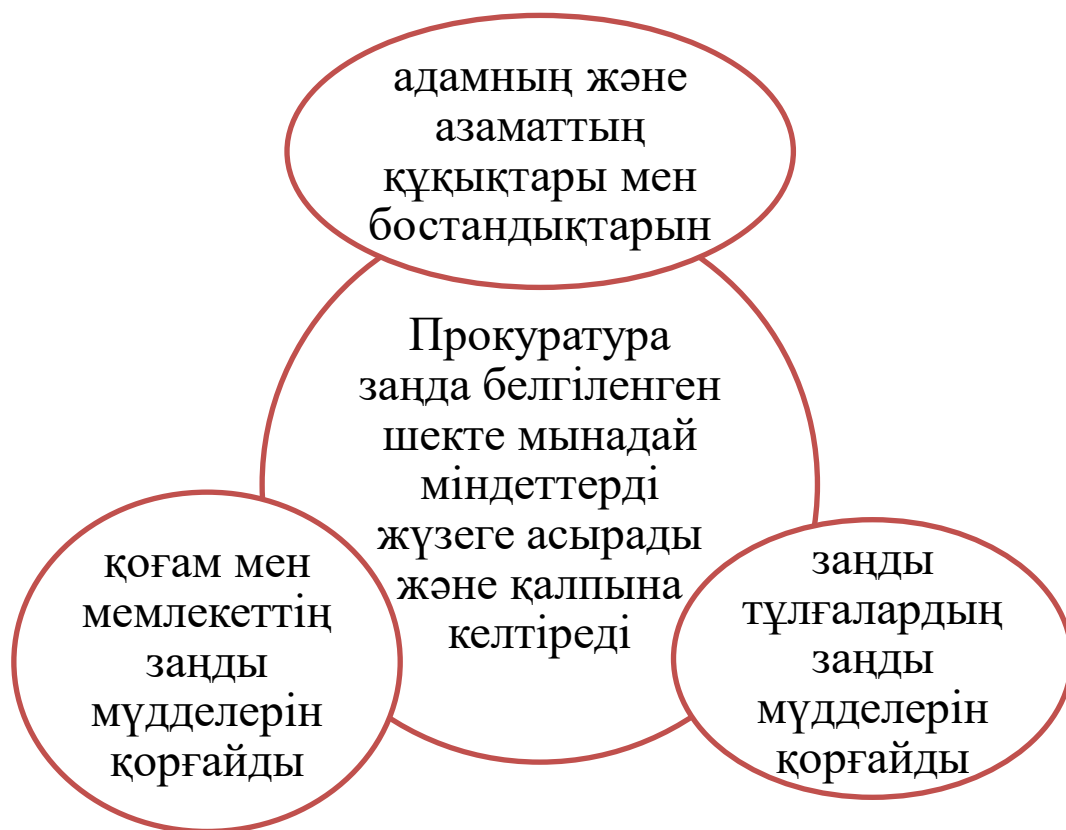 адамның және
азаматтың
құқықтары мен
бостандықтарын
Прокуратура
заңда белгіленген
шекте мынадай
міндеттерді
жүзеге асырады
және қалпына
келтіреді
қоғам мен
мемлекеттің
заңды
мүдделерін
қорғайды
заңды
тұлғалардың
заңды
мүдделерін
қорғайды